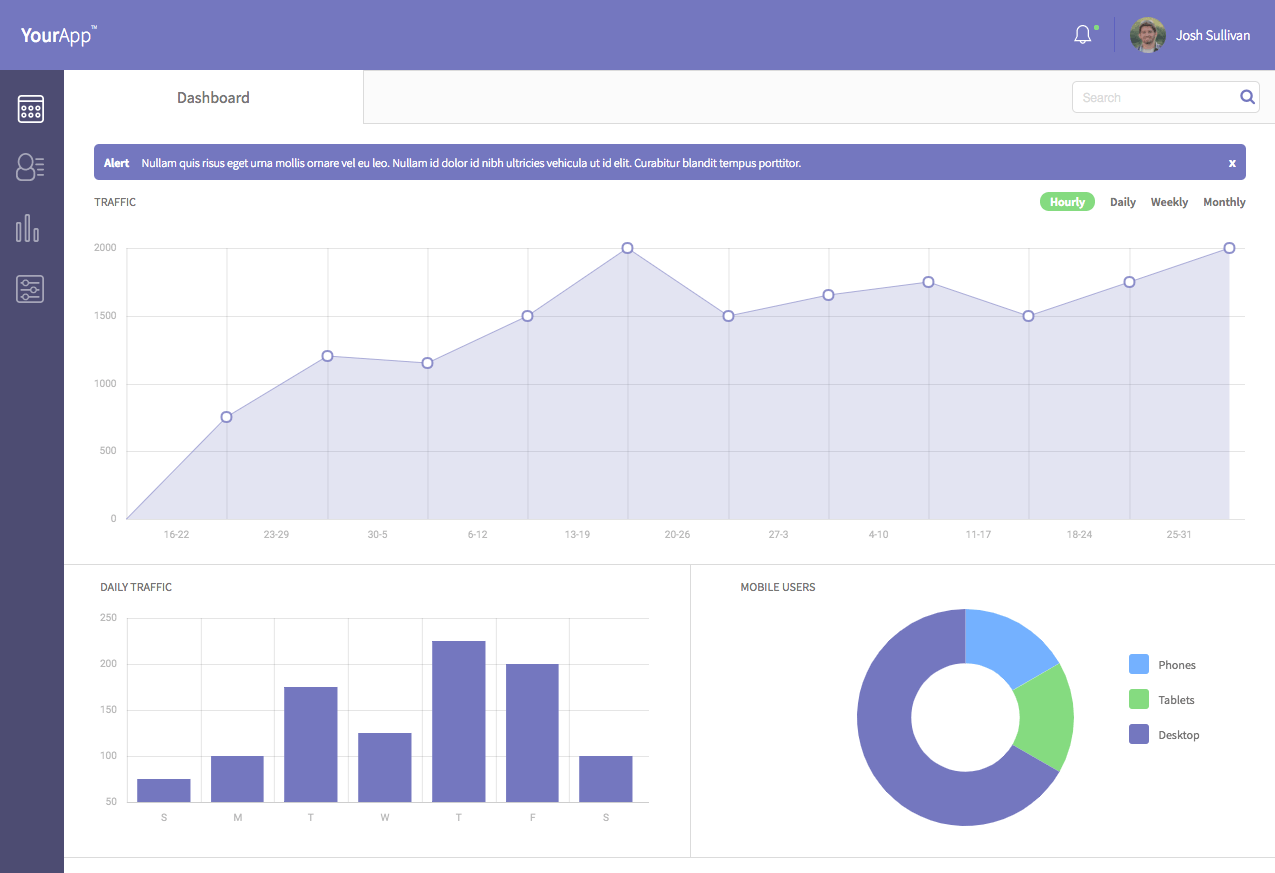 YourApp™
Josh Sullivan
Dashboard
Search
Alert Nullam quis risus eget urna mollis ornare vel eu leo. Nullam id dolor id nibh ultricies vehicula ut id elit. Curabitur blandit tempus porttitor. x
TRAFFIC
Hourly Daily Weekly Monthly
2000
1500
1000
500
0
16-22 23-29 30-5 6-12 13-19 20-26 27-3 4-10 11-17 18-24 25-31
DAILY TRAFFIC
250
200
150
100
50
S M T W T F S
MOBILE USERS
Phones
Tablets
Desktop